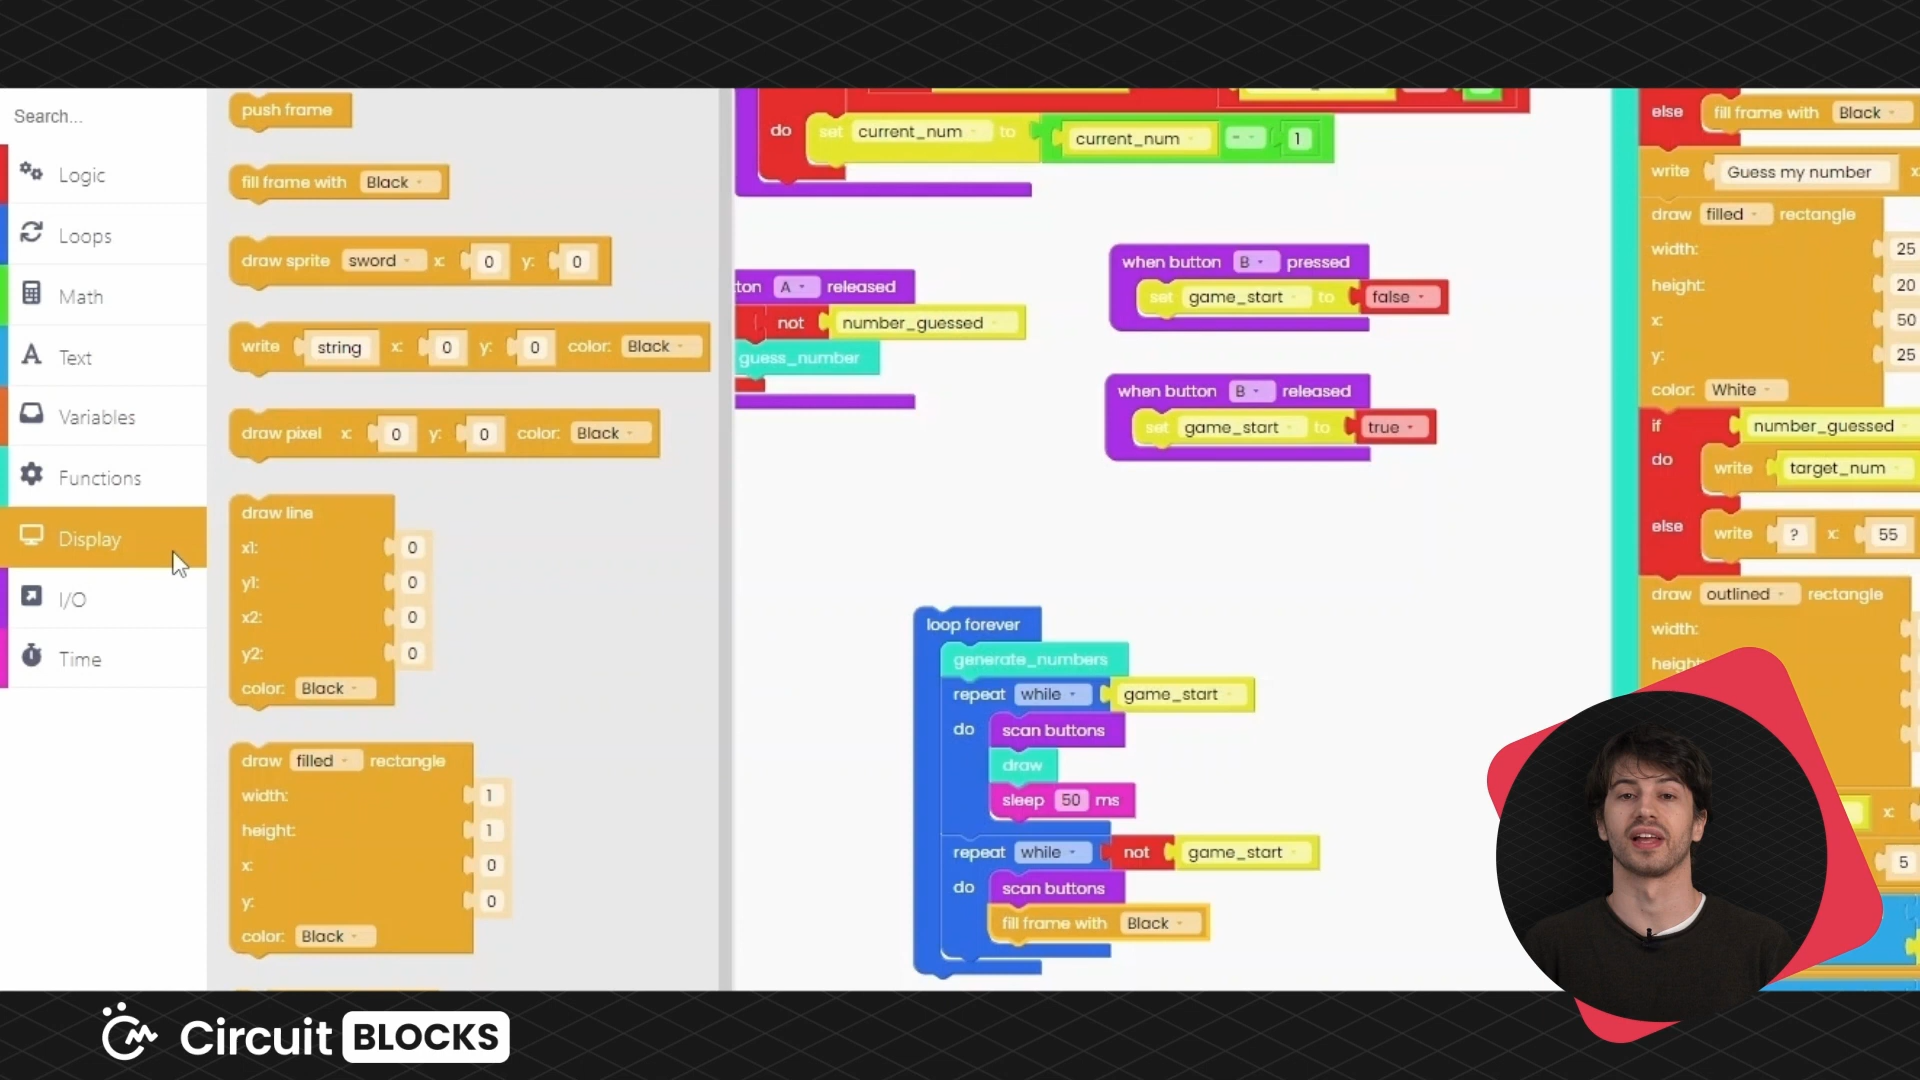 Search...
Logic
Loops
Math
Text
Variables
Functions
Display
I/O
Time
push frame
fill frame with Black
draw sprite sword x: 0 y: 0
write string x: 0 y: 0 color: Black
draw pixel x: 0 y: 0 color: Black
draw line
x1: 0
y1: 0
x2: 0
y2: 0
color: Black
draw filled rectangle
width: 1
height: 1
x: 0
y: 0
color: Black
do set current_num to current_num - 1
A released
not number_guessed
guess_number
when button B pressed
set game_start to false
when button B released
set game_start to true
loop forever
generate_numbers
repeat while game_start
do scan buttons
draw
sleep 50 ms
repeat while not game_start
do scan buttons
fill frame with Black
else fill frame with Black
write Guess my number x
draw filled rectangle
width: 25
height: 20
x: 50
y: 25
color: White
if number_guessed
do write target_num
else write ? x: 55
draw outlined rectangle
width:
x:
5
Circuit BLOCKS